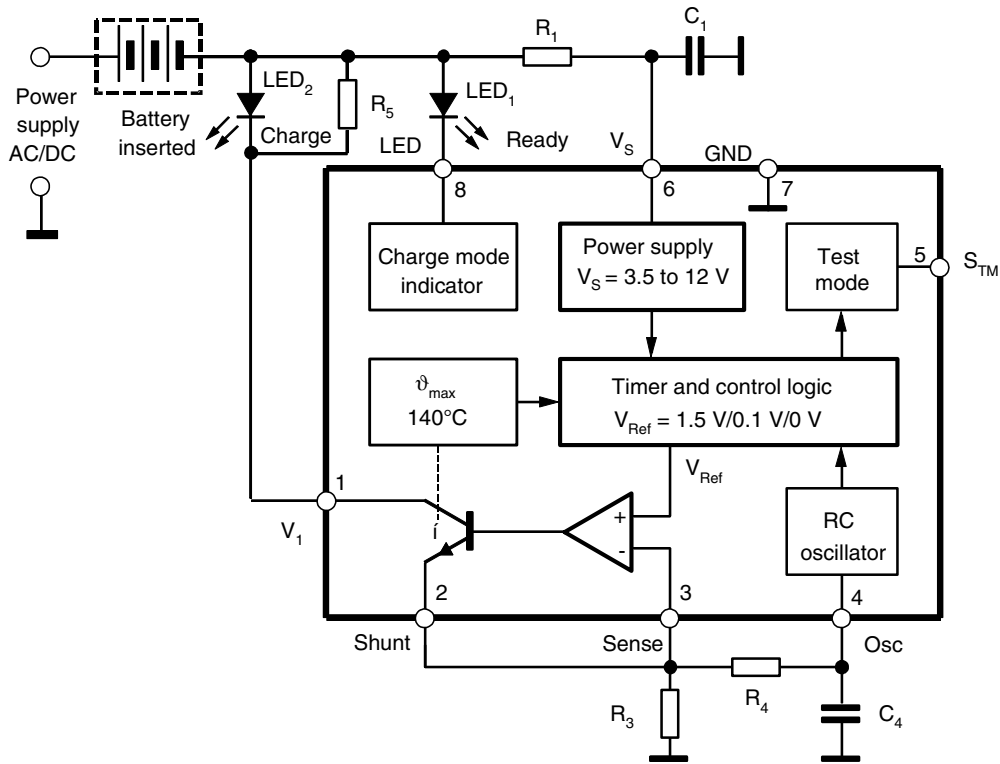 R1
C1
Power
supply
AC/DC
Battery
inserted
LED2
Charge
R5
LED1
LED
Ready
VS
GND
8
6
7
Charge mode
indicator
Power supply
VS = 3.5 to 12 V
Test
mode
5
STM
ϑmax
140°C
Timer and control logic
VRef = 1.5 V/0.1 V/0 V
VRef
1
V1
+
-
RC
oscillator
2
3
4
Shunt
Sense
Osc
R3
R4
C4